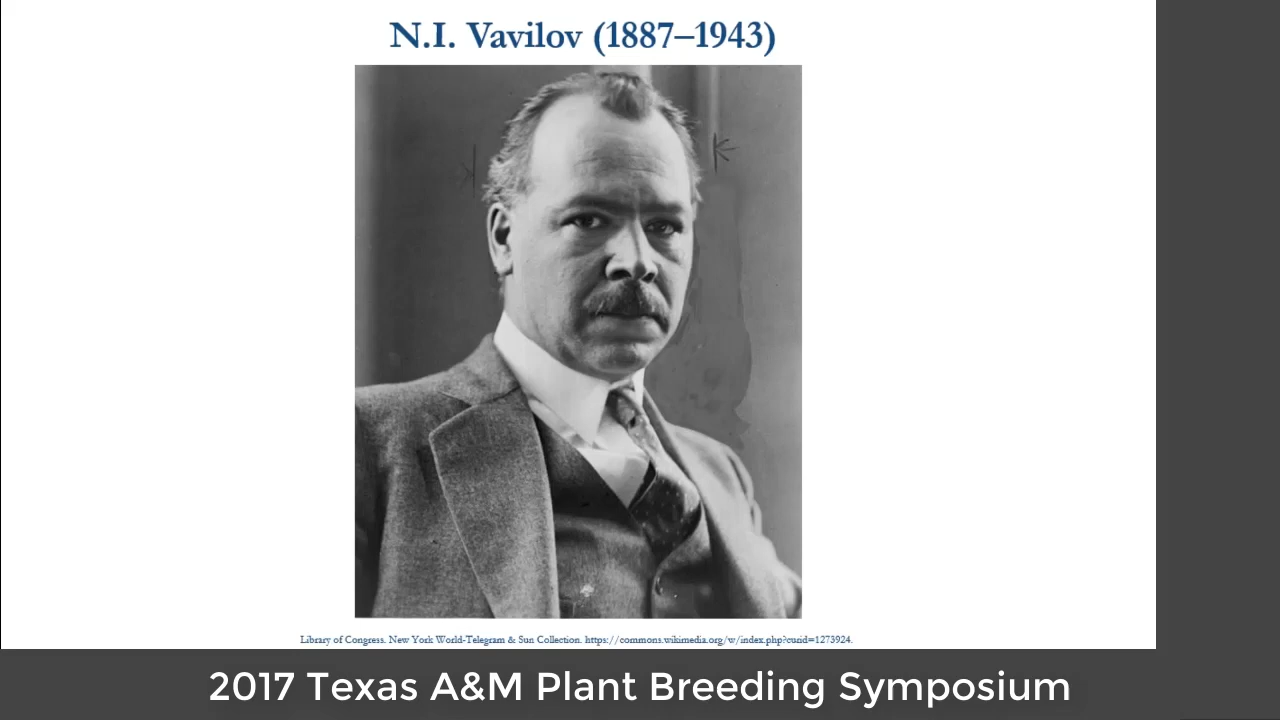 N.I. Vavilov (1887–1943)
Library of Congress. New York World-Telegram & Sun Collection. https://commons.wikimedia.org/w/index.php?curid=1273924.
2017 Texas A&M Plant Breeding Symposium